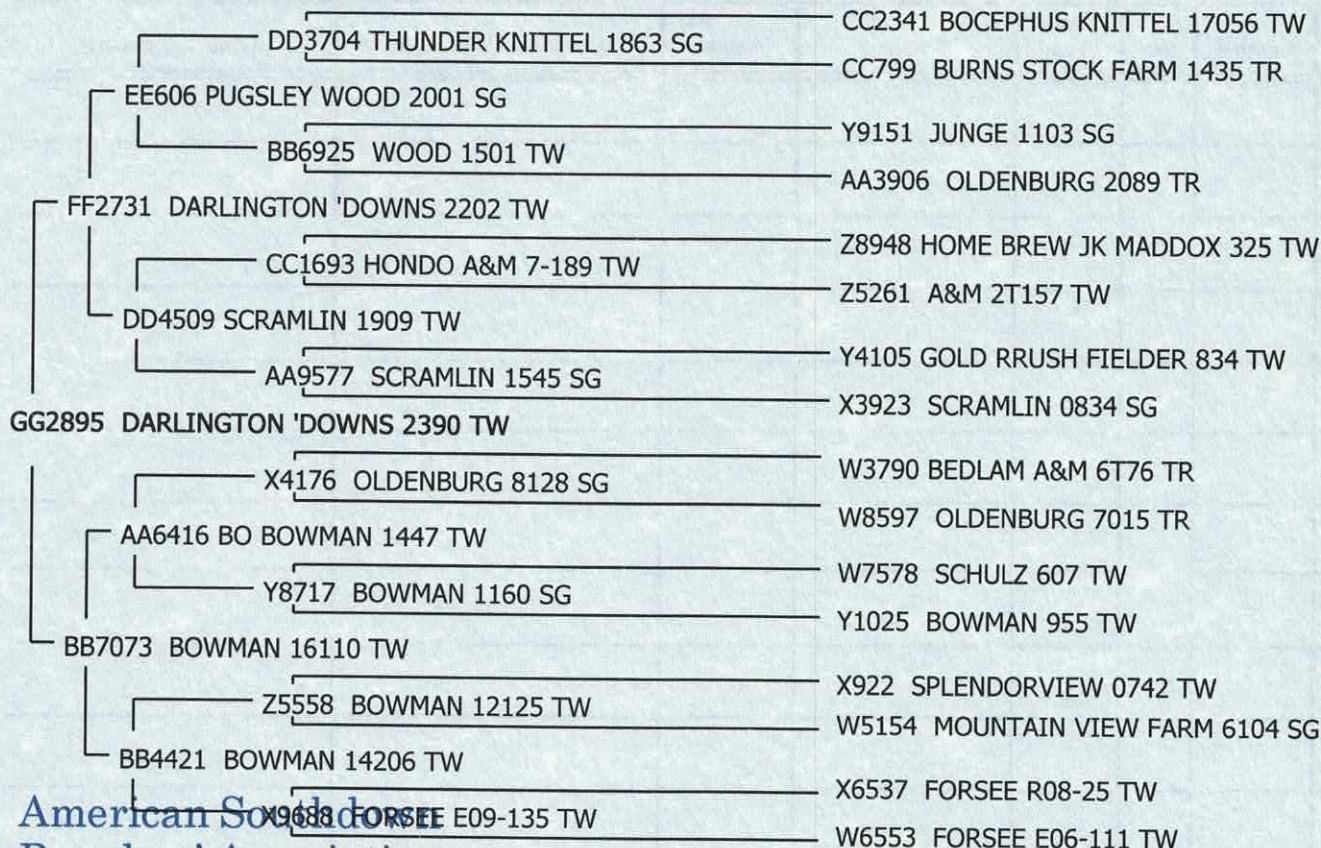 CC2341 BOCEPHUS KNITTEL 17056 TW
DD3704 THUNDER KNITTEL 1863 SG
CC799 BURNS STOCK FARM 1435 TR
EE606 PUGSLEY WOOD 2001 SG
Y9151 JUNGE 1103 SG
BB6925 WOOD 1501 TW
AA3906 OLDENBURG 2089 TR
FF2731 DARLINGTON 'DOWNS 2202 TW
Z8948 HOME BREW JK MADDOX 325 TW
CC1693 HONDO A&M 7-189 TW
Z5261 A&M 2T157 TW
DD4509 SCRAMLIN 1909 TW
Y4105 GOLD RRUSH FIELDER 834 TW
AA9577 SCRAMLIN 1545 SG
X3923 SCRAMLIN 0834 SG
GG2895 DARLINGTON 'DOWNS 2390 TW
W3790 BEDLAM A&M 6T76 TR
X4176 OLDENBURG 8128 SG
W8597 OLDENBURG 7015 TR
AA6416 BO BOWMAN 1447 TW
W7578 SCHULZ 607 TW
Y8717 BOWMAN 1160 SG
Y1025 BOWMAN 955 TW
BB7073 BOWMAN 16110 TW
X922 SPLENDORVIEW 0742 TW
Z5558 BOWMAN 12125 TW
W5154 MOUNTAIN VIEW FARM 6104 SG
BB4421 BOWMAN 14206 TW
X6537 FORSEE R08-25 TW
X9688 FORSEE E09-135 TW
American Southdown
W6553 FORSEE E06-111 TW